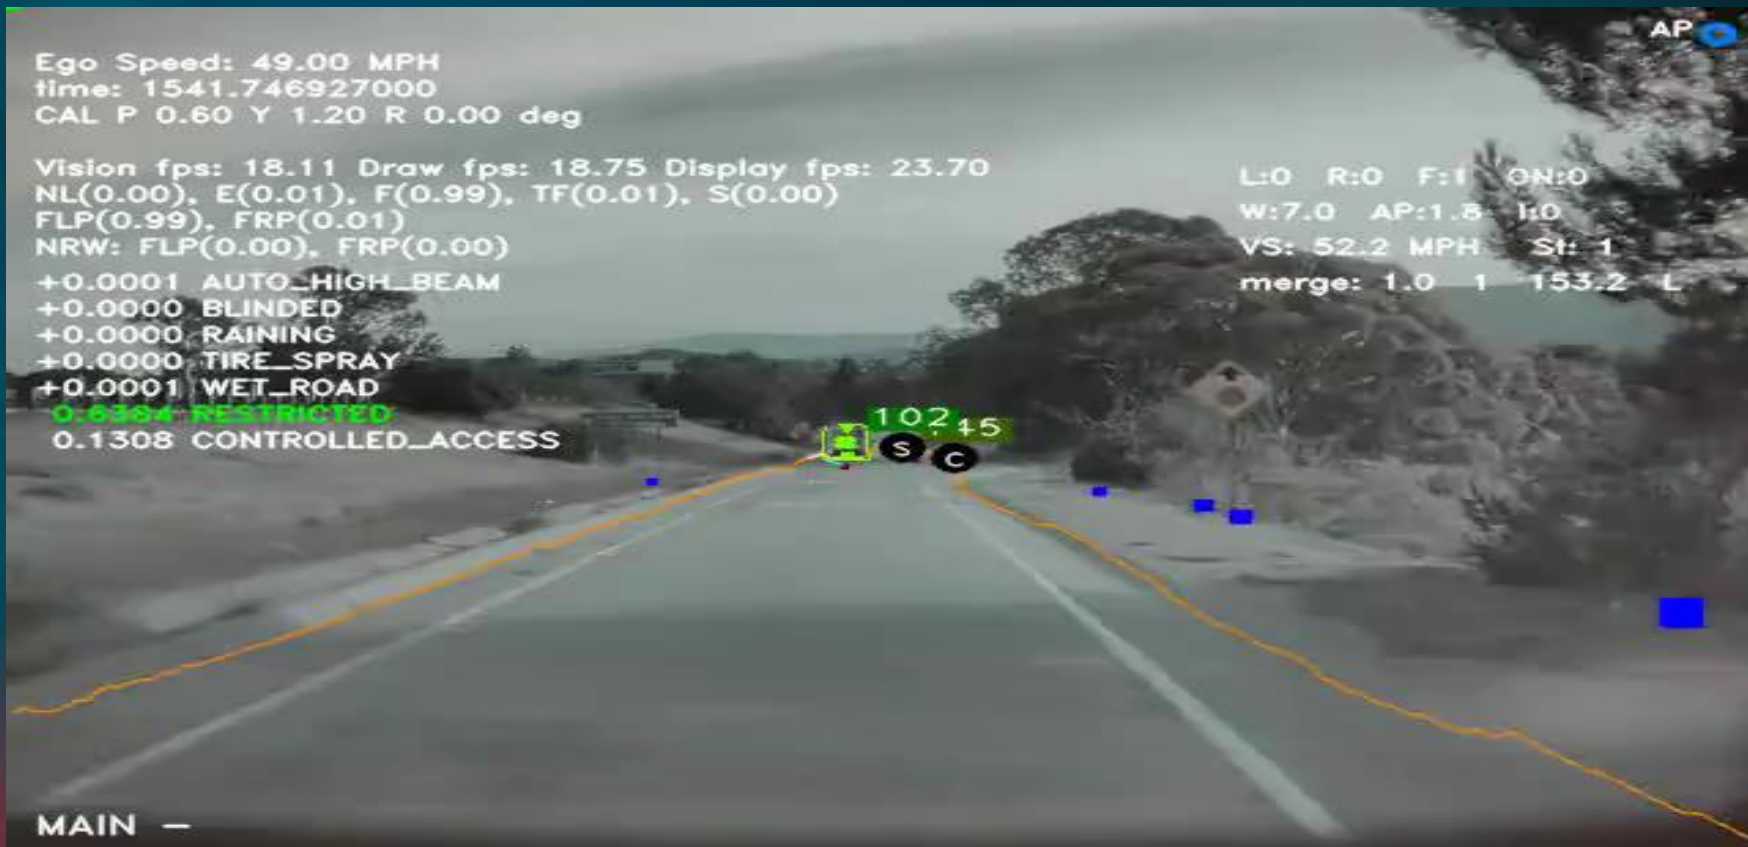 AP
Ego Speed: 49.00 MPH
time: 1541.746927000
CAL P 0.60 Y 1.20 R 0.00 deg
Vision fps: 18.11 Draw fps: 18.75 Display fps: 23.70
NL(0.00), E(0.01), F(0.99), TF(0.01), S(0.00)
FLP(0.99), FRP(0.01)
NRW: FLP(0.00), FRP(0.00)
+0.0001 AUTO_HIGH_BEAM
+0.0000 BLINDED
+0.0000 RAINING
+0.0000 TIRE_SPRAY
+0.0001 WET_ROAD
0.6384 RESTRICTED
0.1308 CONTROLLED_ACCESS
L:0 R:0 F:1 ON:0
W:7.0 AP:1.8 I:0
VS: 52.2 MPH St: 1
merge: 1.0 1 153.2 L
102
45
S
C
MAIN –